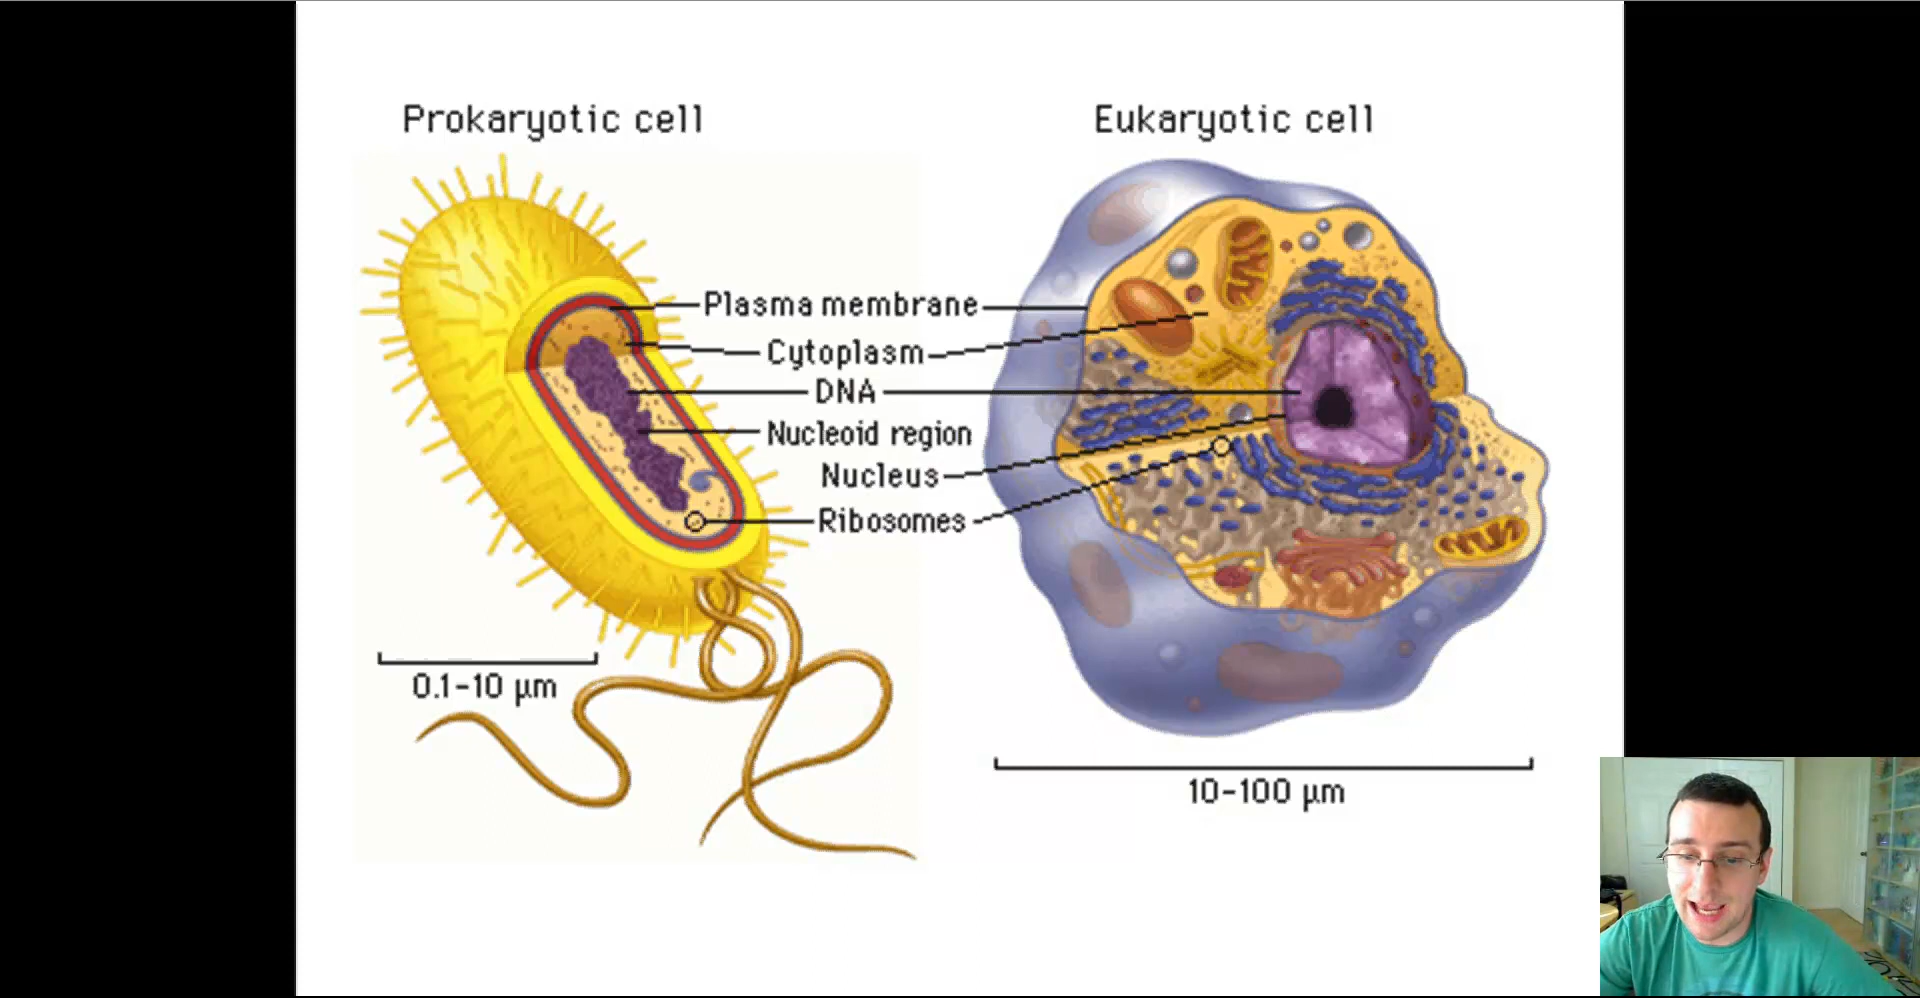 Prokaryotic cell
Eukaryotic cell
Plasma membrane
Cytoplasm
DNA
Nucleoid region
Nucleus
Ribosomes
0.1-10 µm
10-100 µm